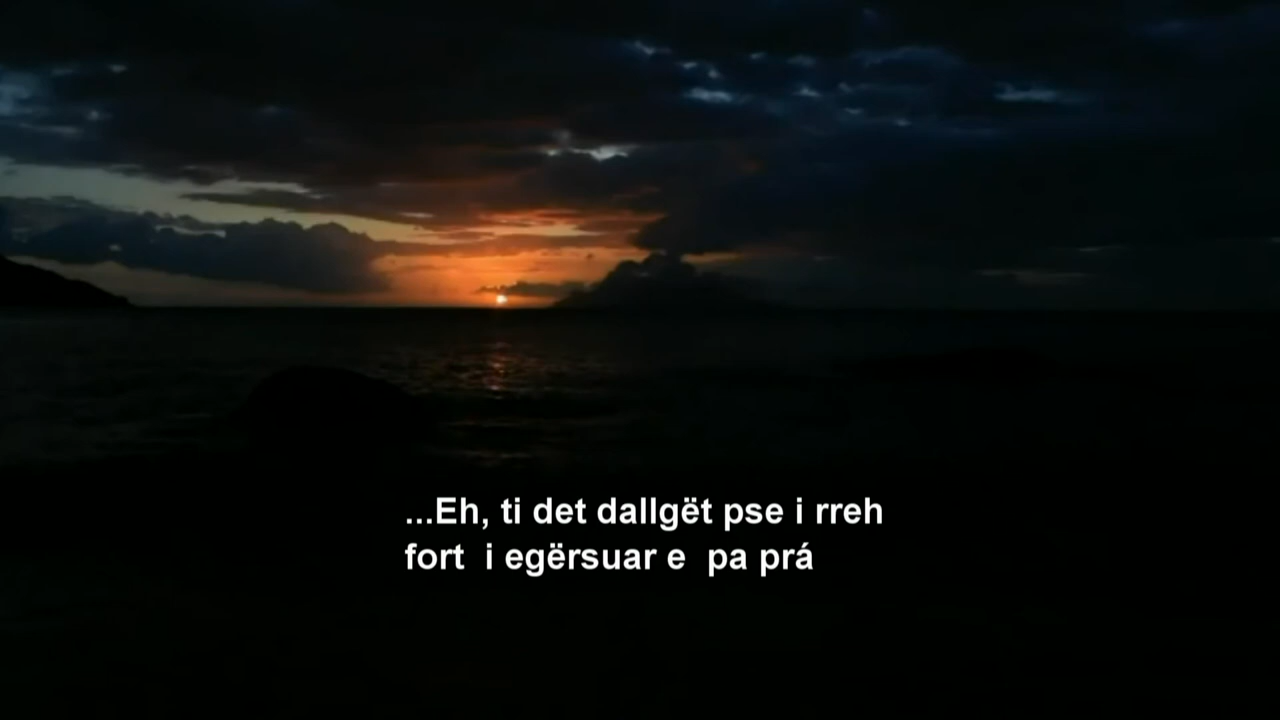 ...Eh, ti det dallgët pse i rreh
fort  i egërsuar e  pa prá